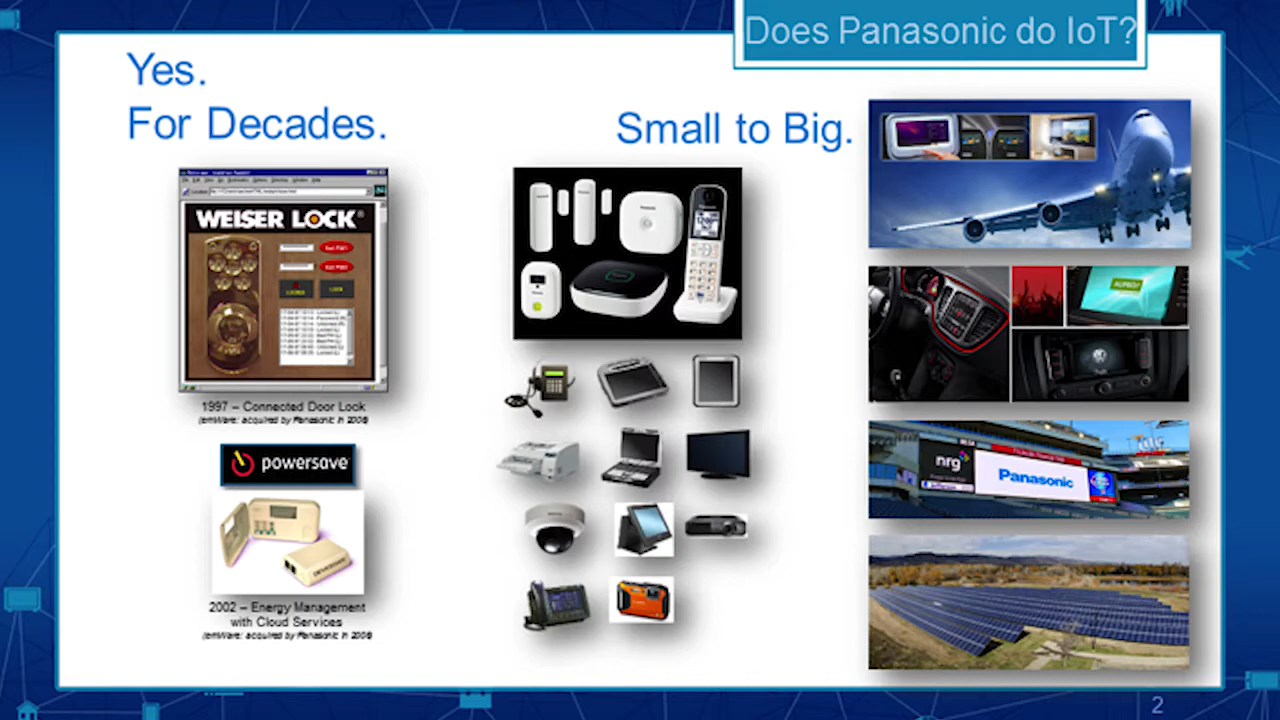 Does Panasonic do IoT?
Yes.
For Decades.
Small to Big.
WEISER LOCK®
1997 – Connected Door Lock
(emWare: acquired by Panasonic in 2006)
powersave
2002 – Energy Management
with Cloud Services
(emWare: acquired by Panasonic in 2006)
nrg
Panasonic
2